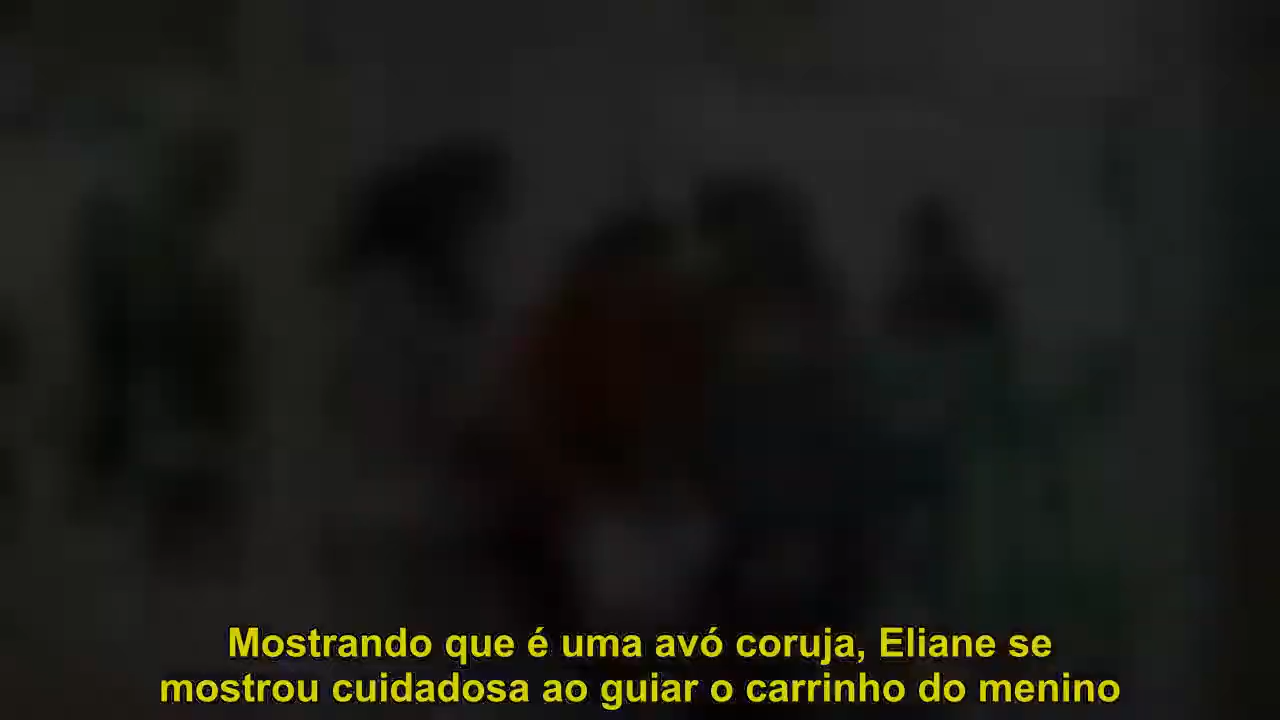 Mostrando que é uma avó coruja, Eliane se
mostrou cuidadosa ao guiar o carrinho do menino